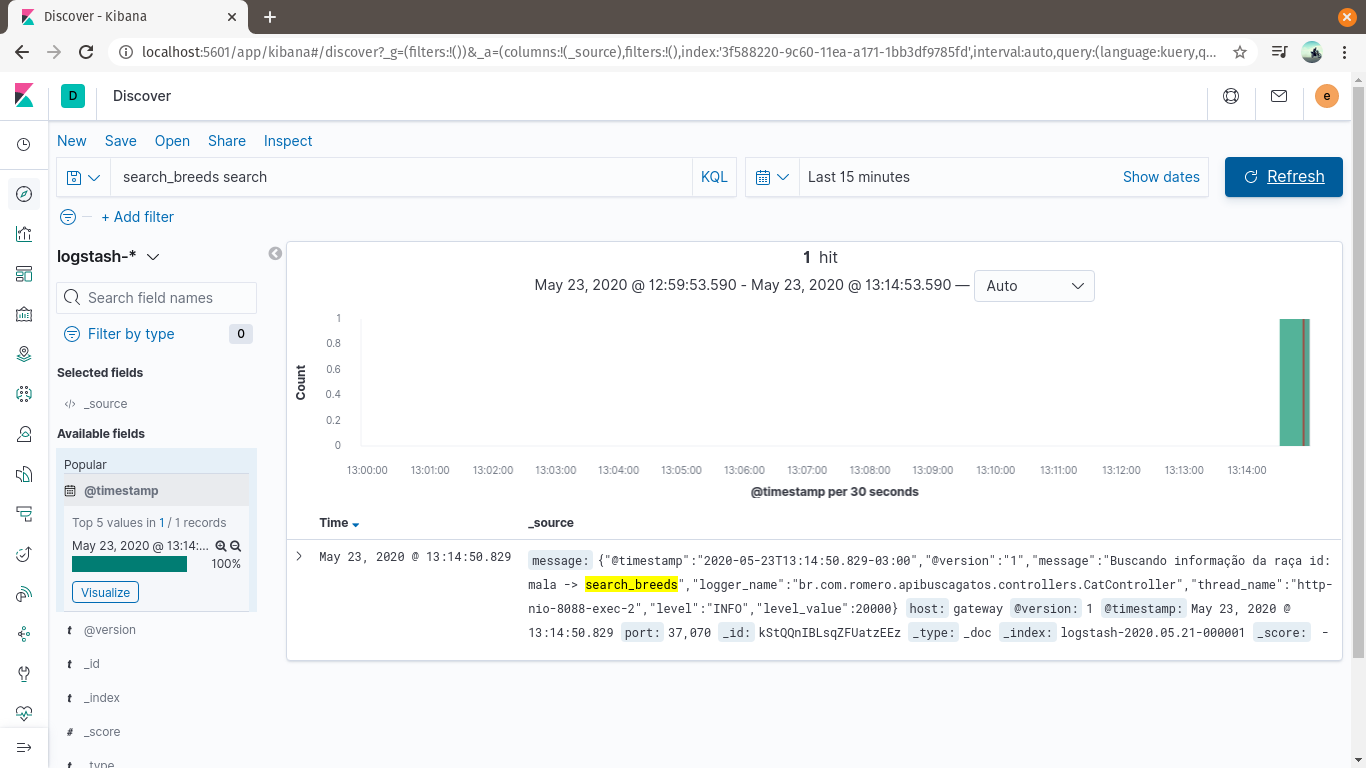 Discover - Kibana
localhost:5601/app/kibana#/discover?_g=(filters:!())&_a=(columns:!(_source),filters:!(),index:'3f588220-9c60-11ea-a171-1bb3df9785fd',interval:auto,query:(language:kuery,q...
D Discover e
New Save Open Share Inspect
search_breeds search KQL Last 15 minutes Show dates Refresh
+ Add filter
logstash-*
Search field names
Filter by type 0
Selected fields
</> _source
Available fields
Popular
@timestamp
Top 5 values in 1 / 1 records
May 23, 2020 @ 13:14:...
100%
Visualize
t @version
t _id
t _index
# _score
t _type
1 hit
May 23, 2020 @ 12:59:53.590 - May 23, 2020 @ 13:14:53.590 — Auto
Count
1
0.8
0.6
0.4
0.2
0
13:00:00 13:01:00 13:02:00 13:03:00 13:04:00 13:05:00 13:06:00 13:07:00 13:08:00 13:09:00 13:10:00 13:11:00 13:12:00 13:13:00 13:14:00
@timestamp per 30 seconds
Time _source
May 23, 2020 @ 13:14:50.829
message: {"@timestamp":"2020-05-23T13:14:50.829-03:00","@version":"1","message":"Buscando informação da raça id:
mala -> search_breeds","logger_name":"br.com.romero.apibuscagatos.controllers.CatController","thread_name":"http-
nio-8088-exec-2","level":"INFO","level_value":20000} host: gateway @version: 1 @timestamp: May 23, 2020 @
13:14:50.829 port: 37,070 _id: kStQQnIBLsqZFUatzEEz _type: _doc _index: logstash-2020.05.21-000001 _score: -